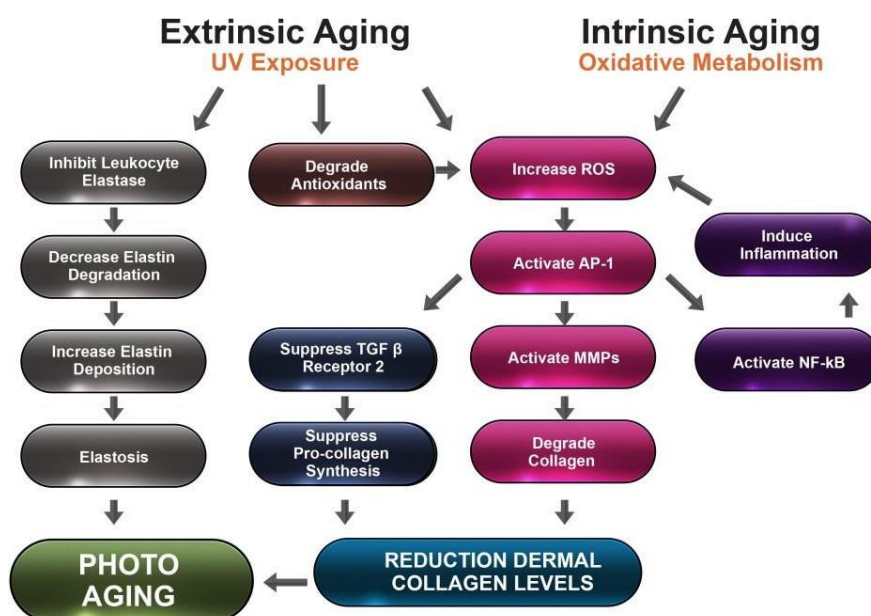 Extrinsic Aging
UV Exposure
Intrinsic Aging
Oxidative Metabolism
Inhibit Leukocyte
Elastase
Degrade
Antioxidants
Increase ROS
Decrease Elastin
Degradation
Activate AP-1
Induce
Inflammation
Increase Elastin
Deposition
Suppress TGF β
Receptor 2
Activate MMPs
Activate NF-kB
Elastosis
Suppress
Pro-collagen
Synthesis
Degrade
Collagen
PHOTO
AGING
REDUCTION DERMAL
COLLAGEN LEVELS